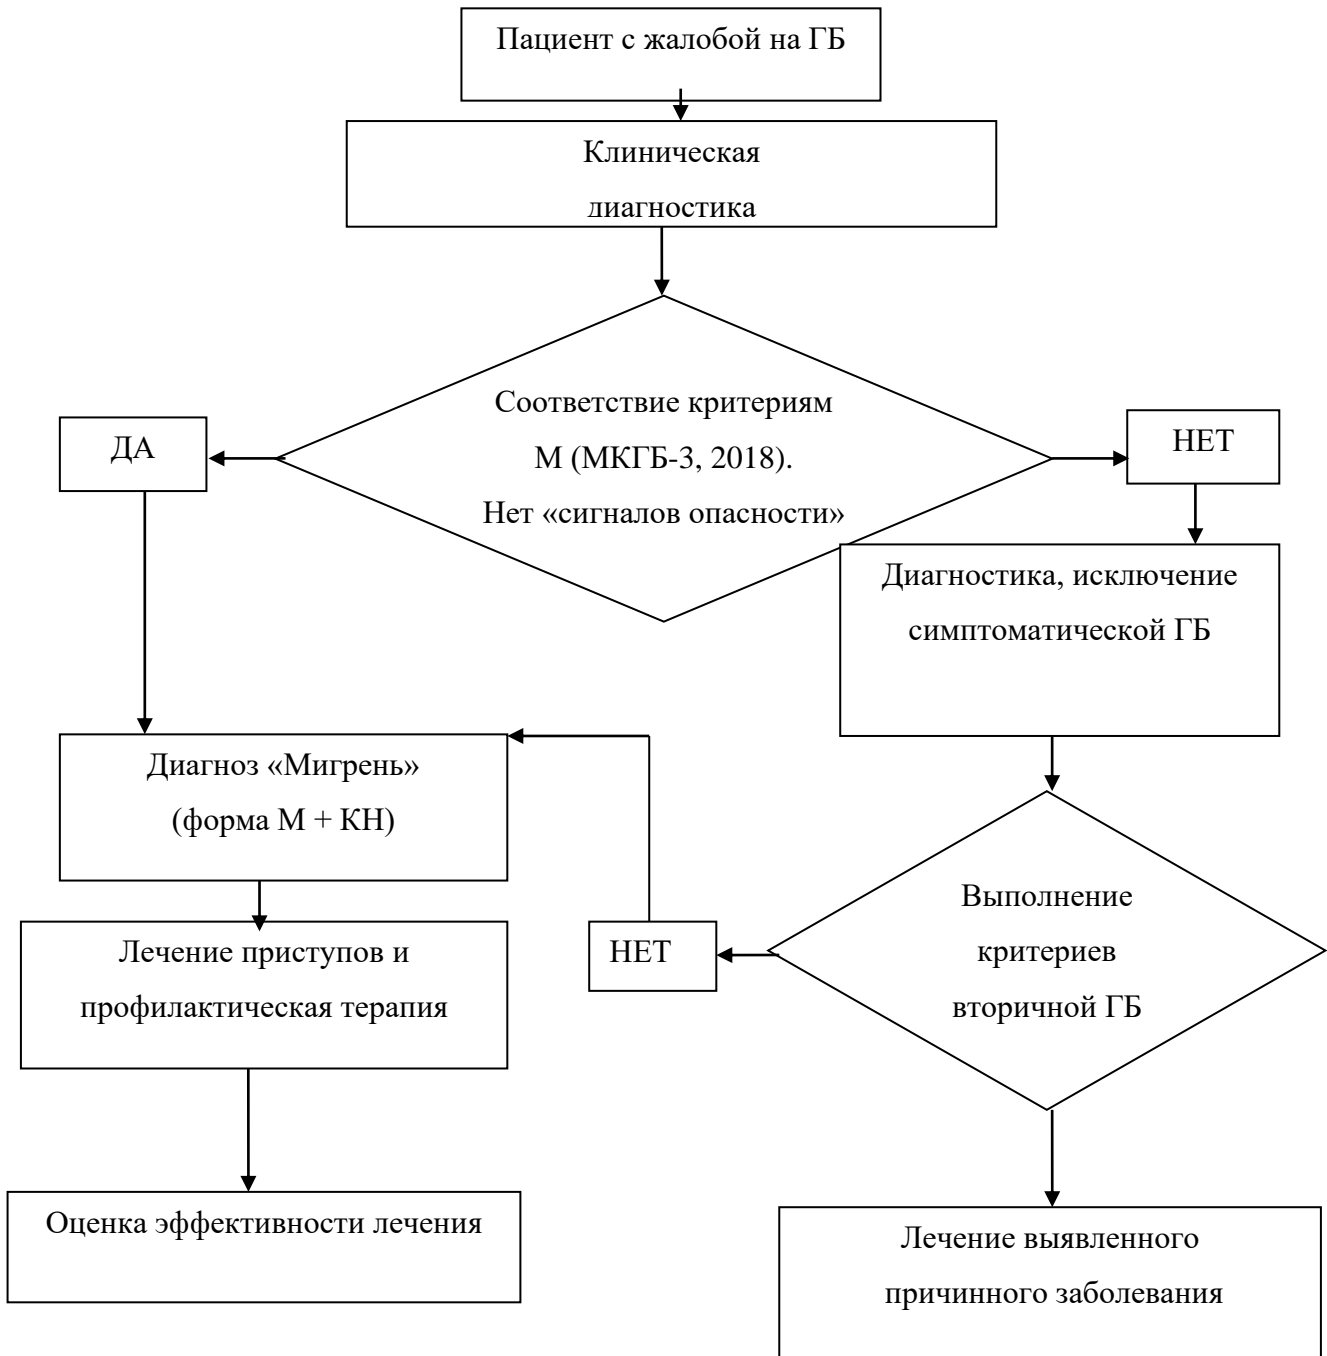 Пациент с жалобой на ГБ
Клиническая
диагностика
Соответствие критериям
М (МКГБ-3, 2018).
Нет «сигналов опасности»
ДА
НЕТ
Диагностика, исключение
симптоматической ГБ
Диагноз «Мигрень»
(форма М + КН)
Выполнение
критериев
вторичной ГБ
НЕТ
Лечение приступов и
профилактическая терапия
Оценка эффективности лечения
Лечение выявленного
причинного заболевания